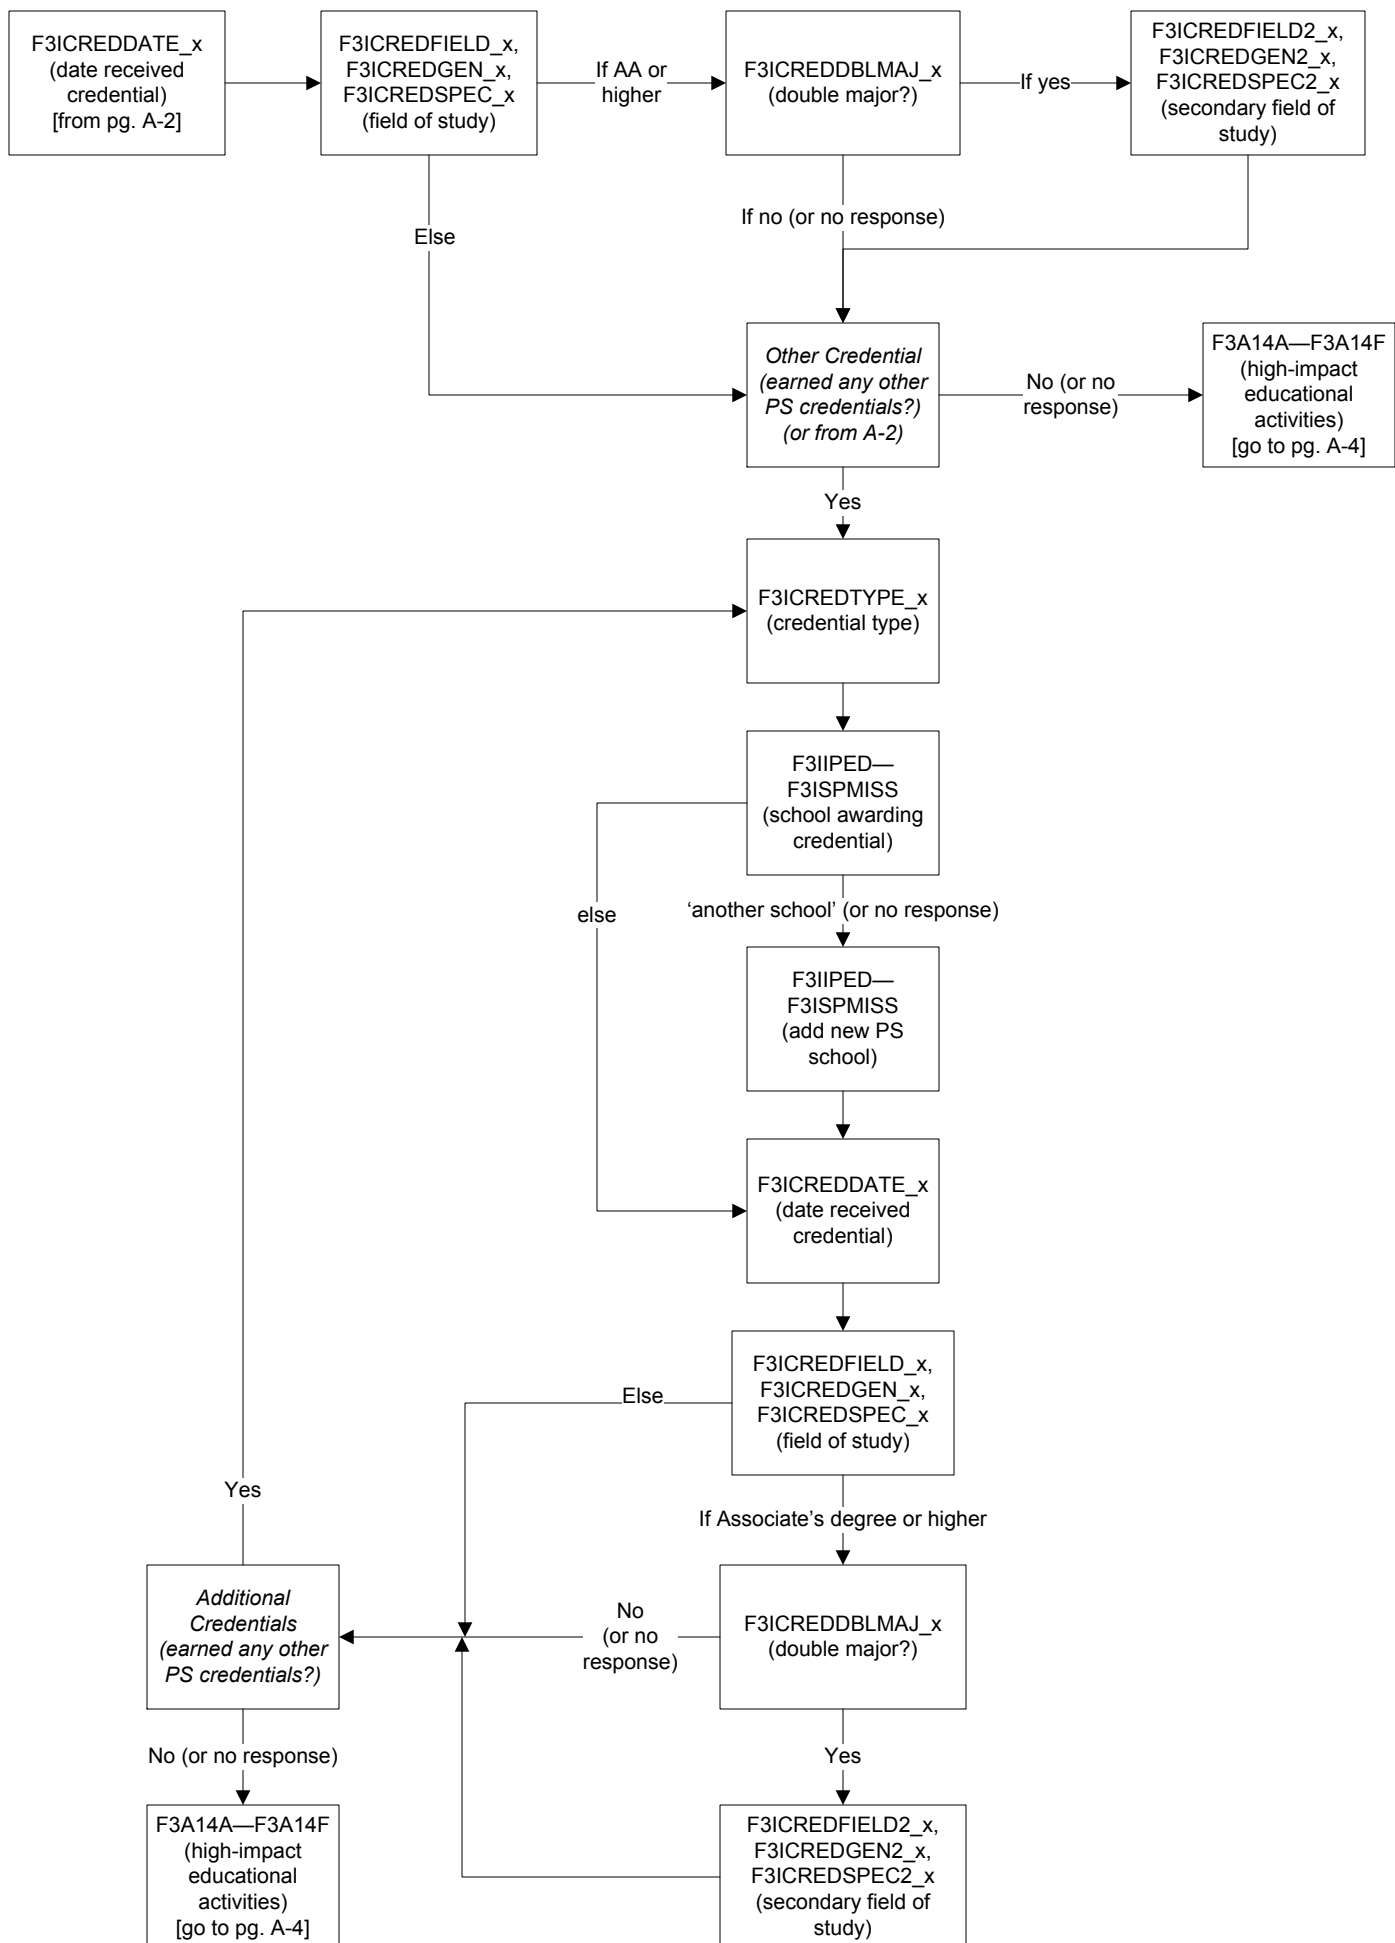 F3ICREDDATE_x
(date received
credential)
[from pg. A-2]
F3ICREDFIELD_x,
F3ICREDGEN_x,
F3ICREDSPEC_x
(field of study)
If AA or
higher
F3ICREDDBLMAJ_x
(double major?)
If yes
F3ICREDFIELD2_x,
F3ICREDGEN2_x,
F3ICREDSPEC2_x
(secondary field of
study)
Else
If no (or no response)
Other Credential
(earned any other
PS credentials?)
(or from A-2)
No (or no
response)
F3A14A—F3A14F
(high-impact
educational
activities)
[go to pg. A-4]
Yes
F3ICREDTYPE_x
(credential type)
F3IIPED—
F3ISPMISS
(school awarding
credential)
else
‘another school’ (or no response)
F3IIPED—
F3ISPMISS
(add new PS
school)
F3ICREDDATE_x
(date received
credential)
F3ICREDFIELD_x,
F3ICREDGEN_x,
F3ICREDSPEC_x
(field of study)
Else
Yes
If Associate’s degree or higher
Additional
Credentials
(earned any other
PS credentials?)
No
(or no
response)
F3ICREDDBLMAJ_x
(double major?)
No (or no response)
Yes
F3A14A—F3A14F
(high-impact
educational
activities)
[go to pg. A-4]
F3ICREDFIELD2_x,
F3ICREDGEN2_x,
F3ICREDSPEC2_x
(secondary field of
study)